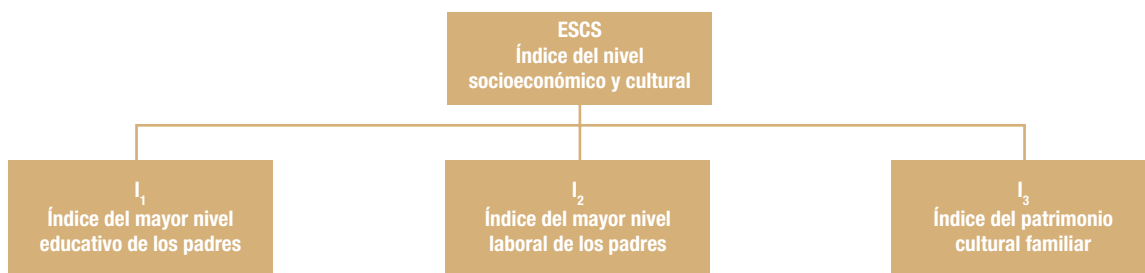 ESCS
Índice del nivel
socioeconómico y cultural
I₁
Índice del mayor nivel
educativo de los padres
I₂
Índice del mayor nivel
laboral de los padres
I₃
Índice del patrimonio
cultural familiar